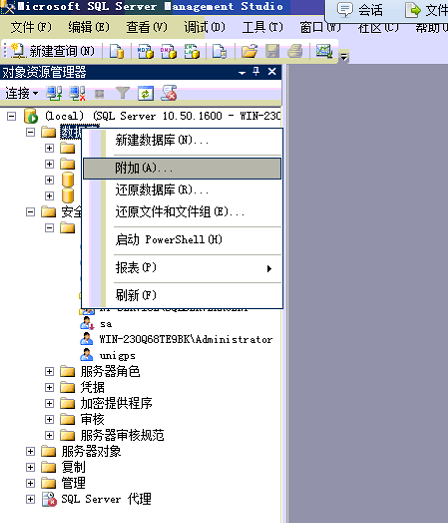 Microsoft SQL Server Management Studio
会话
文件
文件(F) 编辑(E) 查看(V) 调试(D) 工具(T) 窗口(W) 社区(C) 帮助
新建查询(N)
对象资源管理器
连接
(local) (SQL Server 10.50.1600 - WIN-230
新建数据库(N)...
附加(A)...
还原数据库(R)...
还原文件和文件组(E)...
启动 PowerShell(H)
报表(P)
刷新(F)
安全
sa
WIN-230Q68TE9BK\Administrator
unigps
服务器角色
凭据
加密提供程序
审核
服务器审核规范
服务器对象
复制
管理
SQL Server 代理